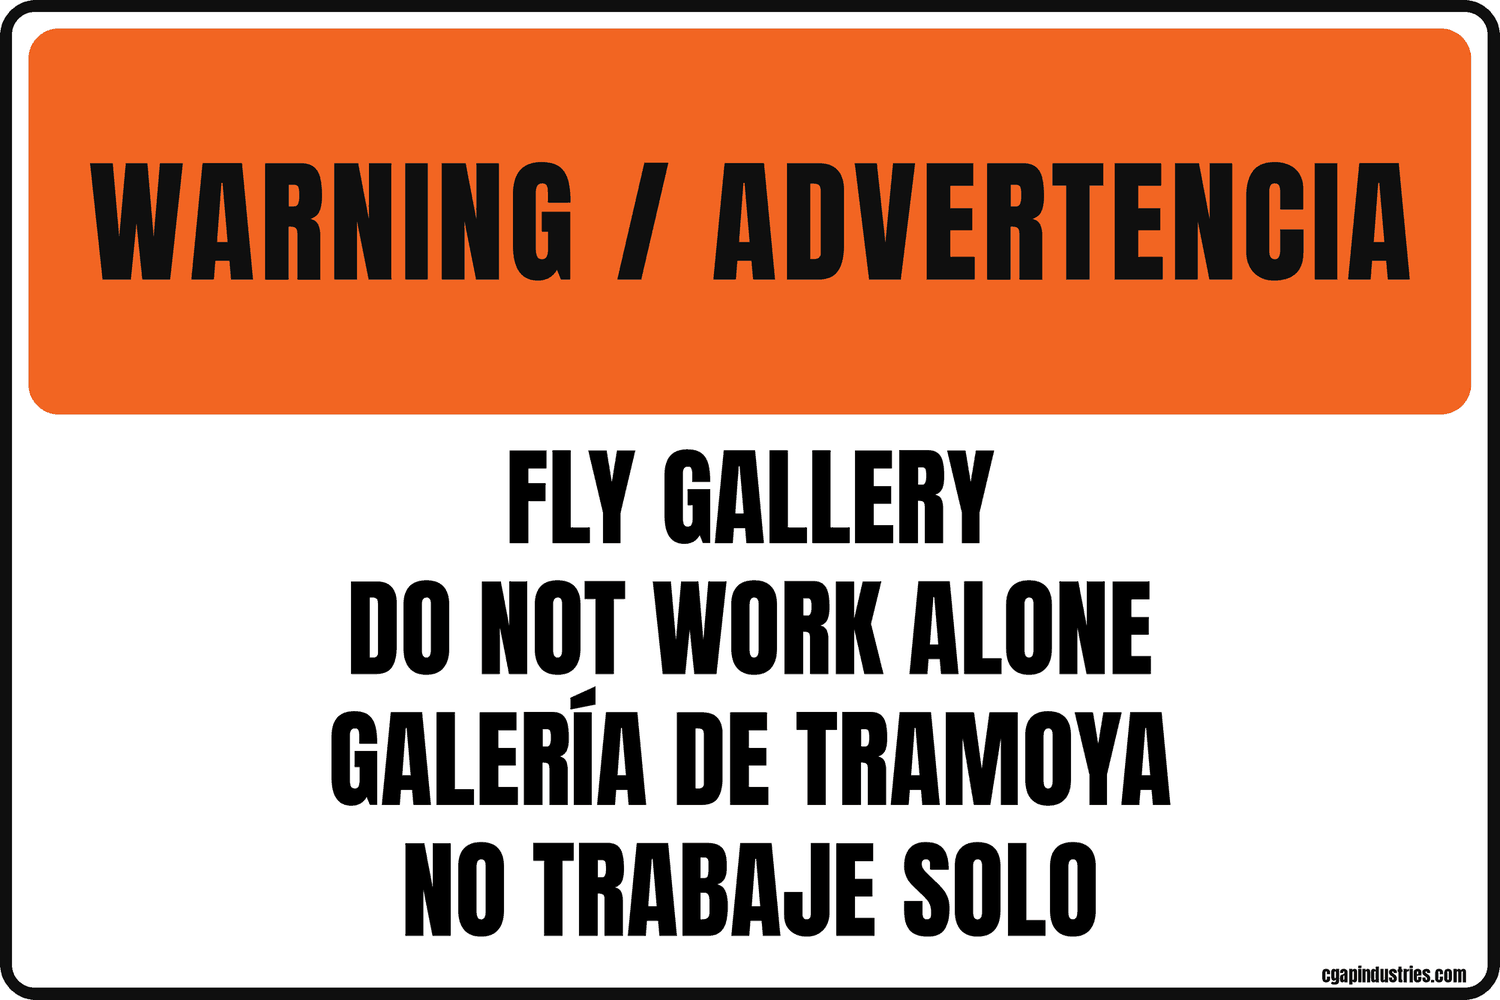 WARNING / ADVERTENCIA
FLY GALLERY
DO NOT WORK ALONE
GALERÍA DE TRAMOYA
NO TRABAJE SOLO
cgapindustries.com